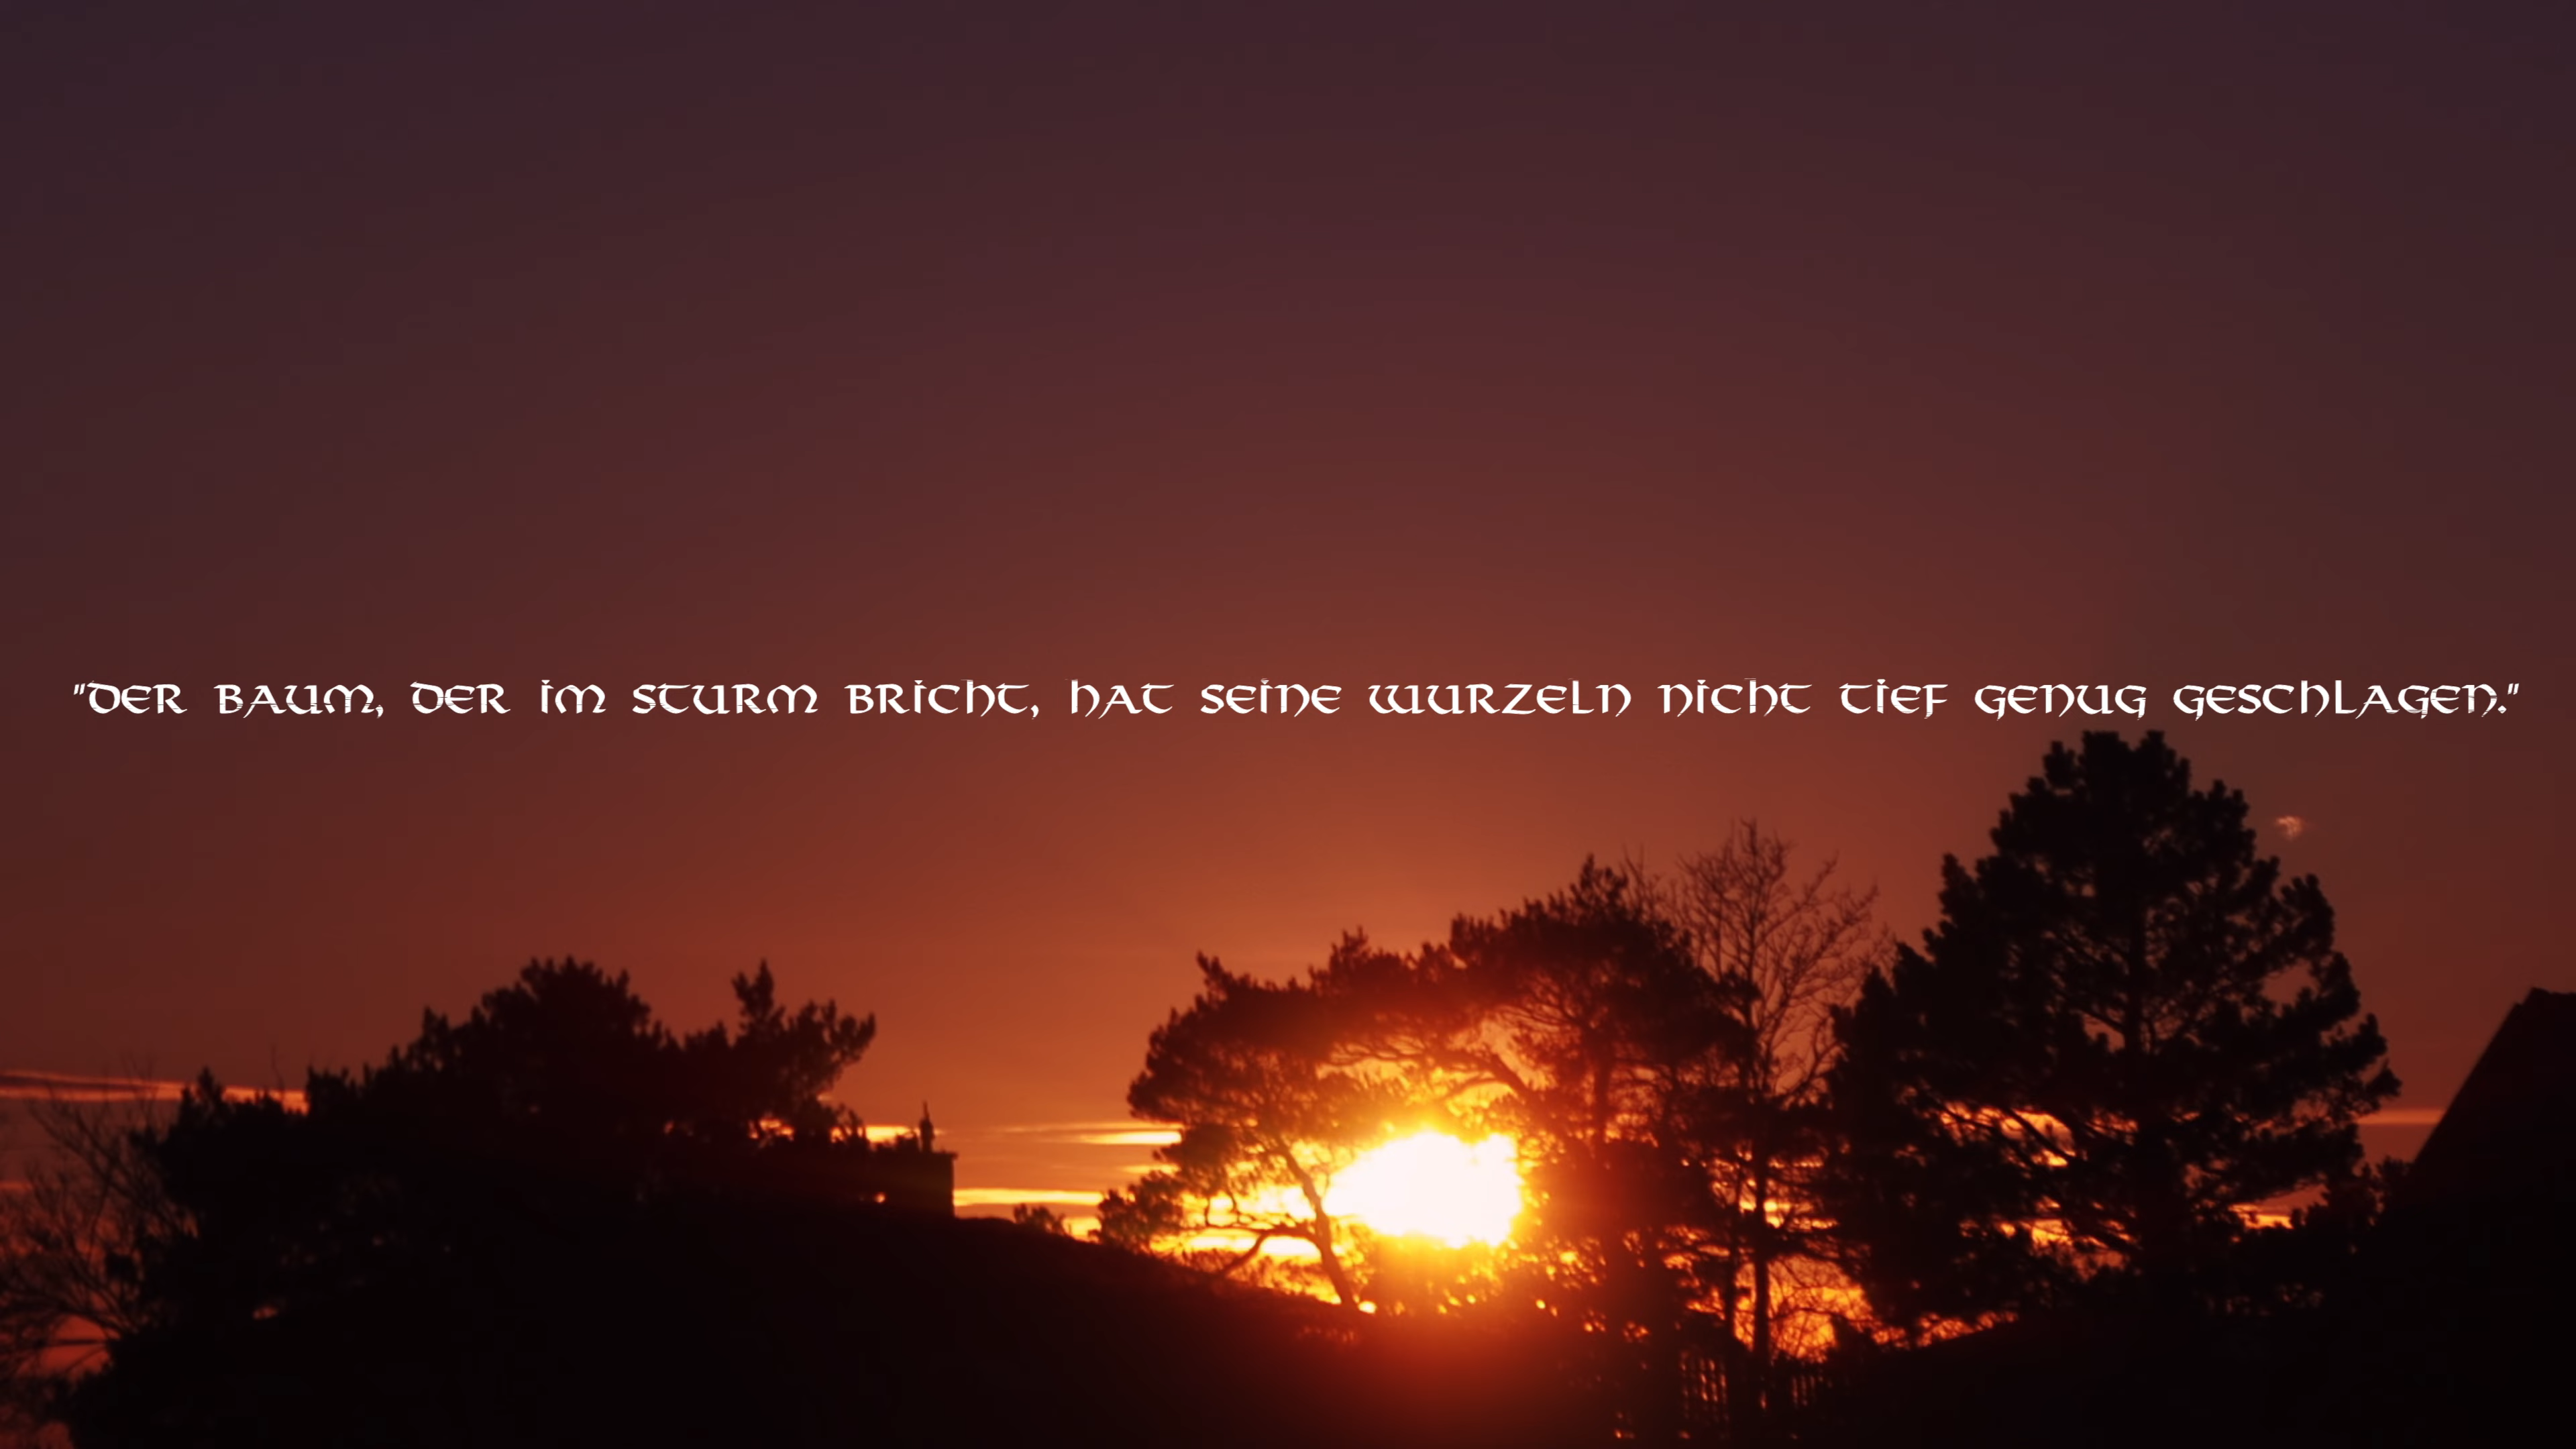 "Der Baum, der im Sturm bricht, hat seine Wurzeln nicht tief genug geschlagen."